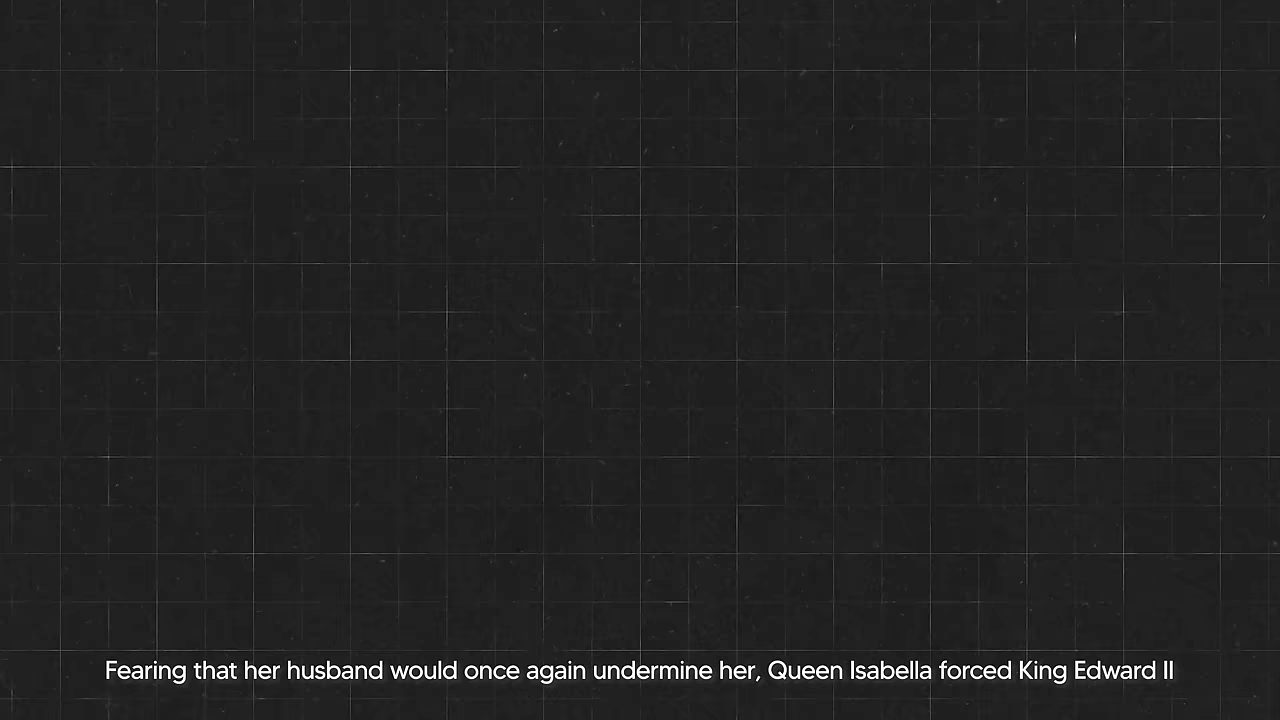 Fearing that her husband would once again undermine her, Queen Isabella forced King Edward II